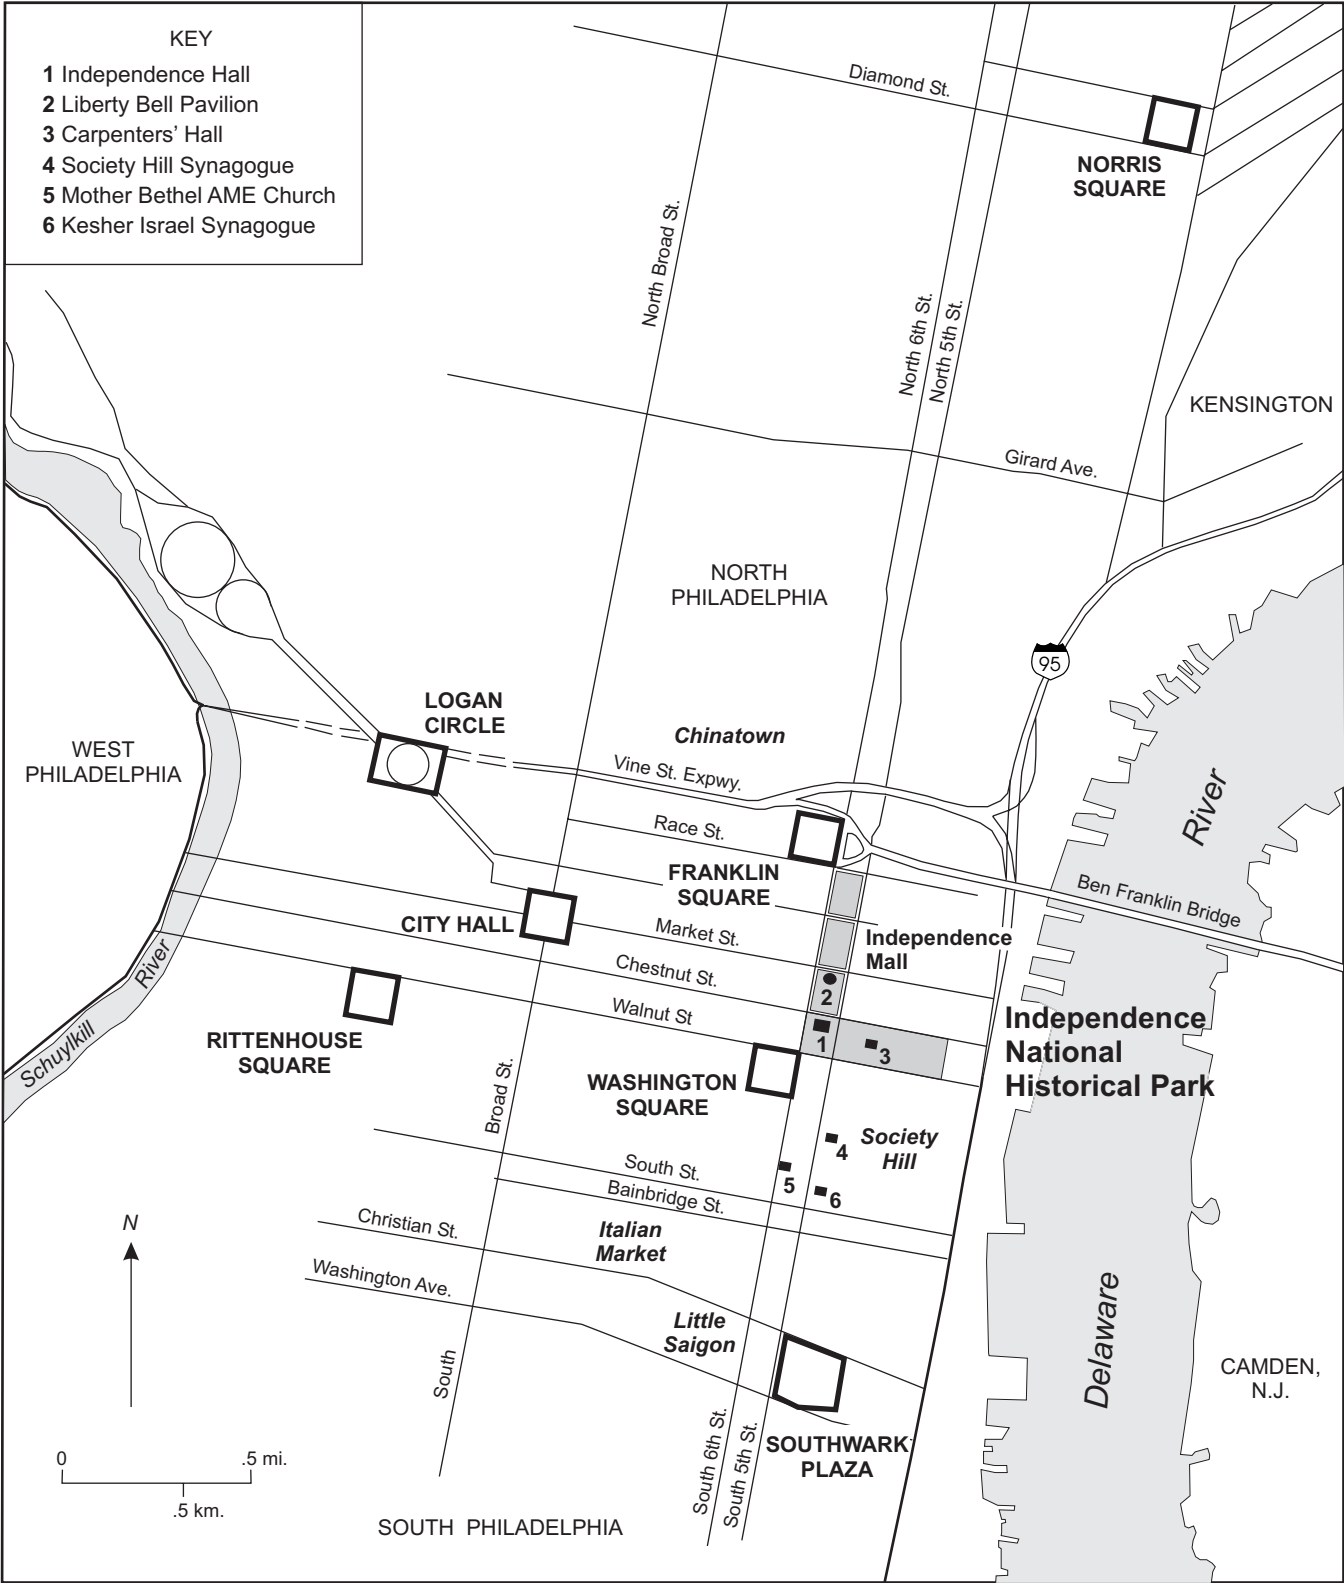 KEY
1 Independence Hall
2 Liberty Bell Pavilion
3 Carpenters' Hall
4 Society Hill Synagogue
5 Mother Bethel AME Church
6 Kesher Israel Synagogue
Diamond St.
NORRIS
SQUARE
North Broad St.
North 6th St.
North 5th St.
KENSINGTON
Girard Ave.
NORTH
PHILADELPHIA
95
LOGAN
CIRCLE
Chinatown
WEST
PHILADELPHIA
Vine St. Expwy.
River
Race St.
FRANKLIN
SQUARE
Ben Franklin Bridge
CITY HALL
Market St.
Independence
Mall
River
Chestnut St.
2
Walnut St
Independence
National
Historical Park
1
3
RITTENHOUSE
SQUARE
Schuylkill
WASHINGTON
SQUARE
Broad St.
Society
Hill
4
South St.
5
6
Bainbridge St.
N
Christian St.
Italian
Market
Washington Ave.
Little
Saigon
Delaware
South
CAMDEN,
N.J.
South 6th St.
South 5th St.
SOUTHWARK
PLAZA
0 .5 mi.
.5 km.
SOUTH PHILADELPHIA